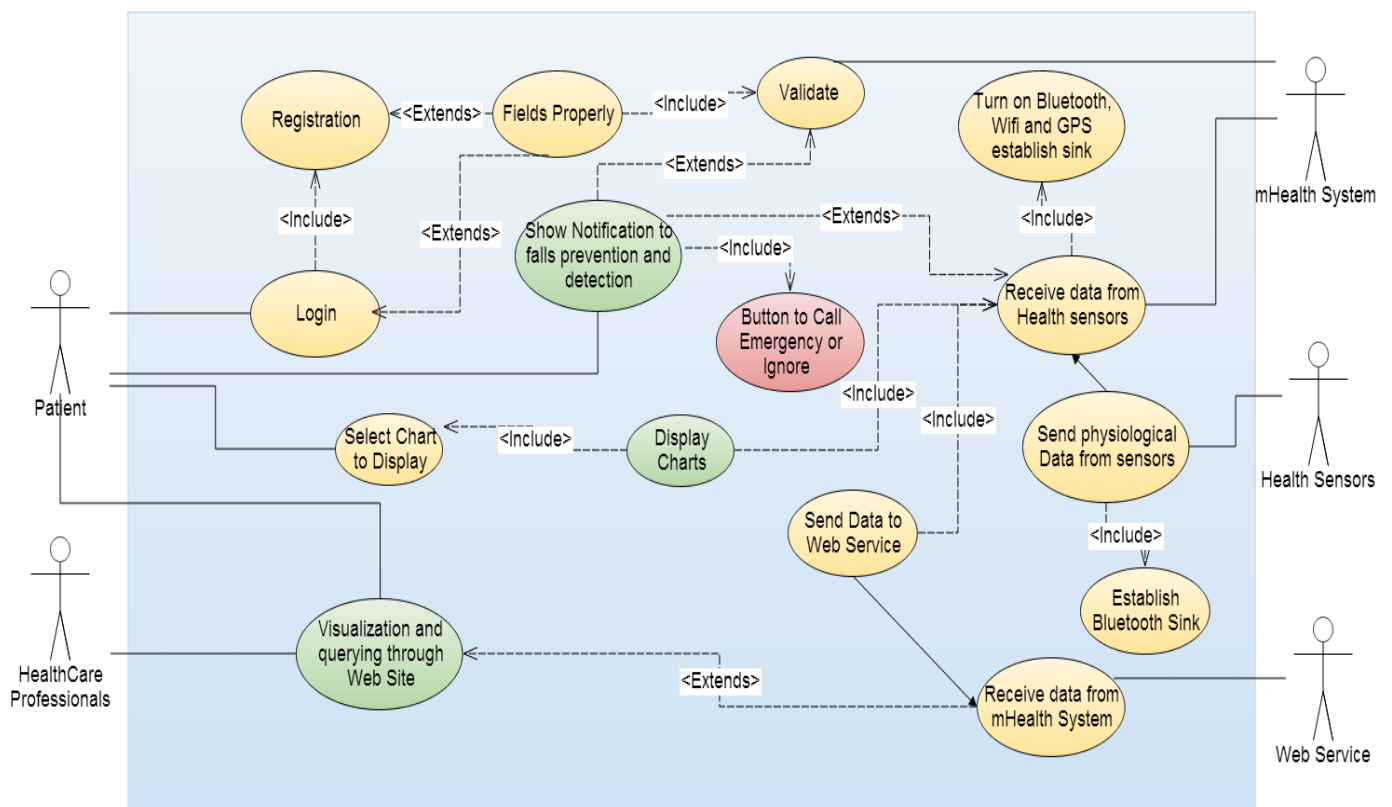 Registration
<Extends>
Fields Properly
<Include>
Validate
Turn on Bluetooth,
Wifi and GPS
establish sink
mHealth System
<Extends>
<Include>
<Extends>
<Include>
Show Notification to
falls prevention and
detection
<Extends>
<Include>
Login
Button to Call
Emergency or
Ignore
Receive data from
Health sensors
Patient
<Include>
<Include>
Select Chart
to Display
<Include>
Display
Charts
Send physiological
Data from sensors
Health Sensors
Send Data to
Web Service
<Include>
Establish
Bluetooth Sink
HealthCare
Professionals
Visualization and
querying through
Web Site
<Extends>
Receive data from
mHealth System
Web Service